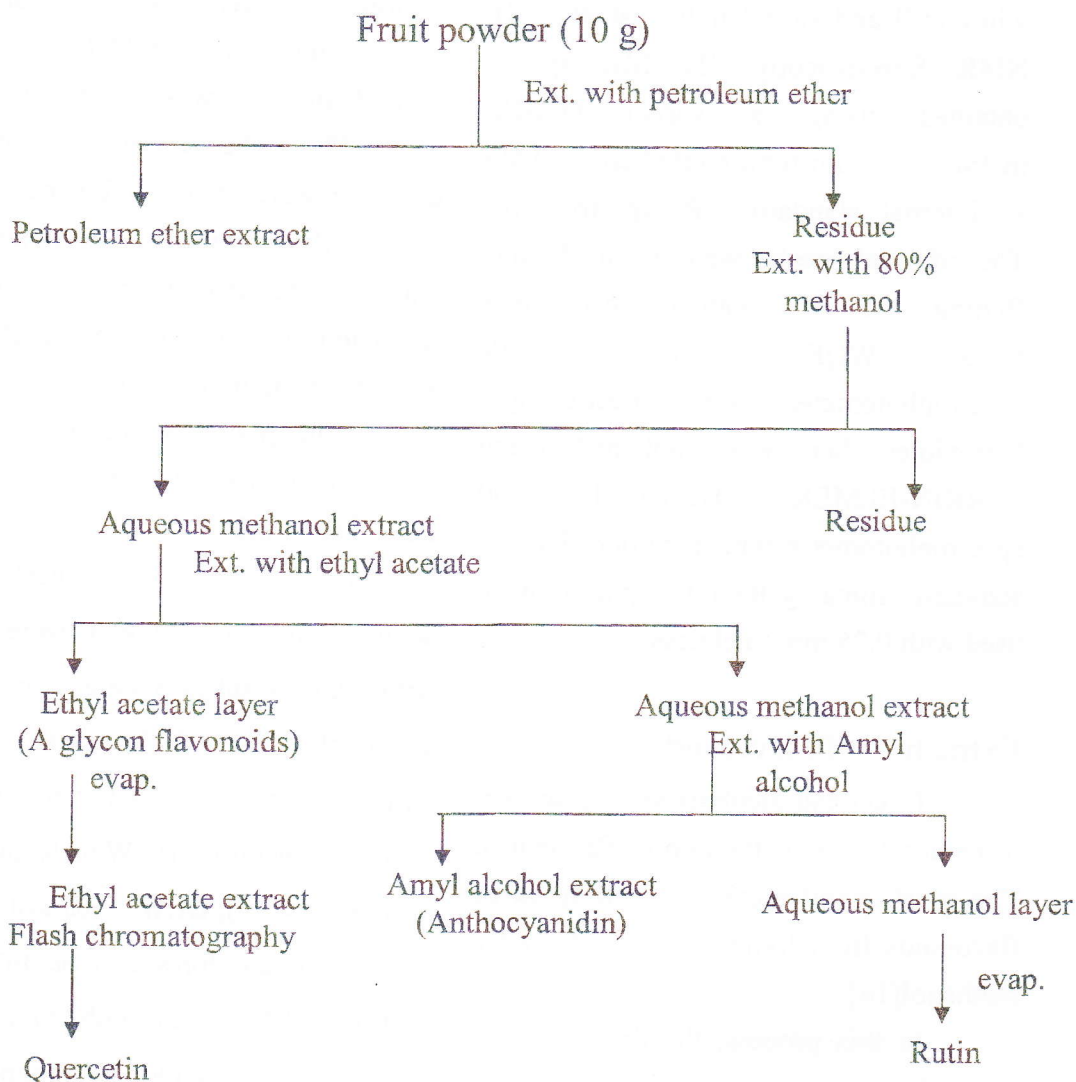 Fruit powder (10 g)
Ext. with petroleum ether
Petroleum ether extract
Residue
Ext. with 80%
methanol
Aqueous methanol extract
Ext. with ethyl acetate
Residue
Ethyl acetate layer
(A glycon flavonoids)
evap.
Aqueous methanol extract
Ext. with Amyl
alcohol
Ethyl acetate extract
Flash chromatography
Amyl alcohol extract
(Anthocyanidin)
Aqueous methanol layer
evap.
Quercetin
Rutin